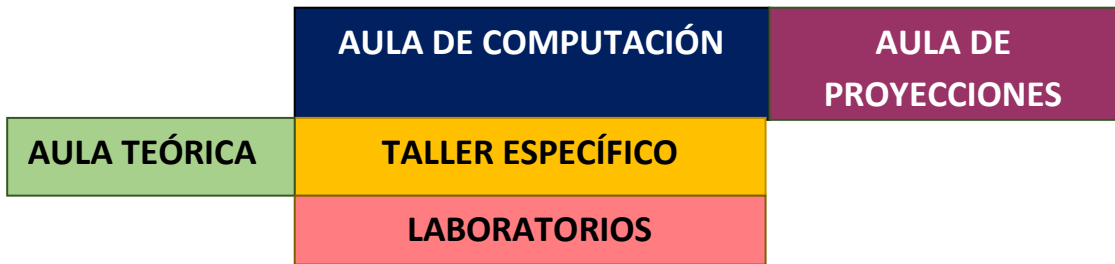 AULA DE COMPUTACIÓN
AULA DE
PROYECCIONES
AULA TEÓRICA
TALLER ESPECÍFICO
LABORATORIOS